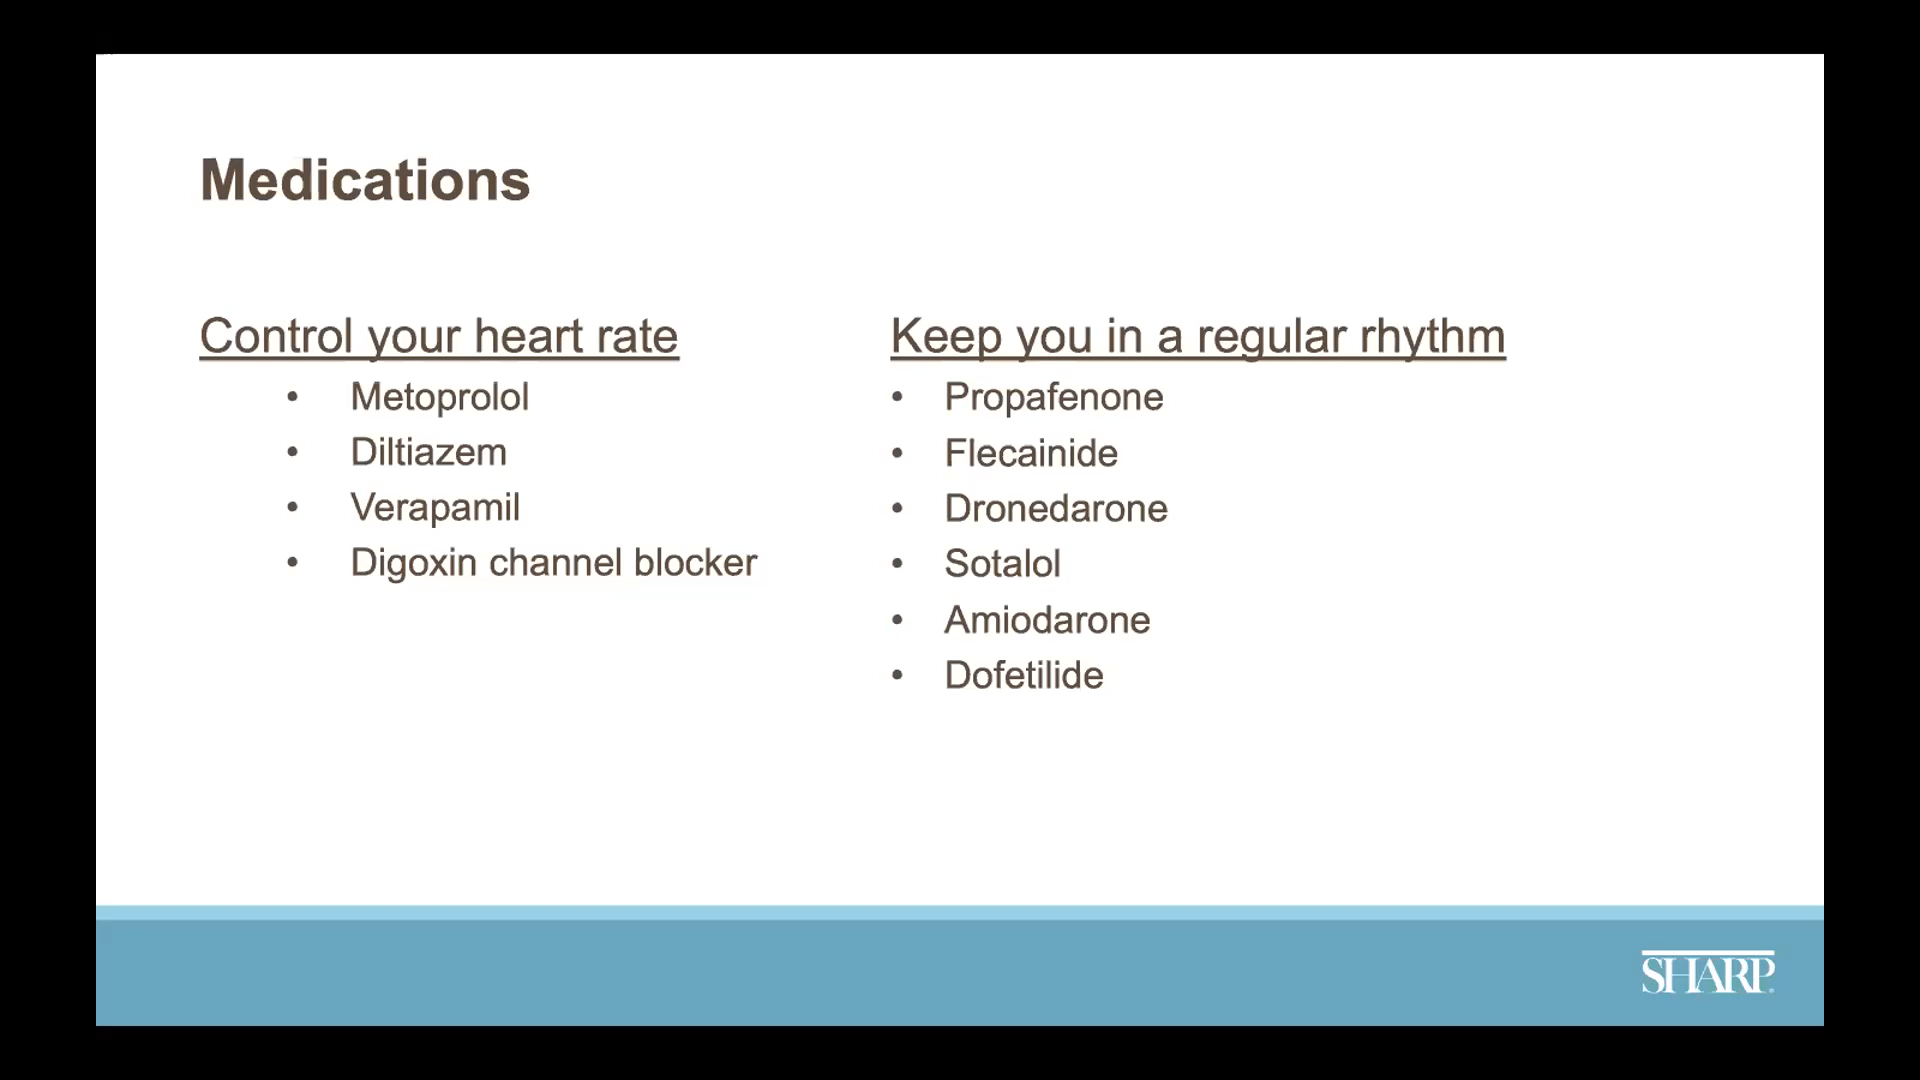 Medications
Control your heart rate
• Metoprolol
• Diltiazem
• Verapamil
• Digoxin channel blocker
Keep you in a regular rhythm
• Propafenone
• Flecainide
• Dronedarone
• Sotalol
• Amiodarone
• Dofetilide
SHARP